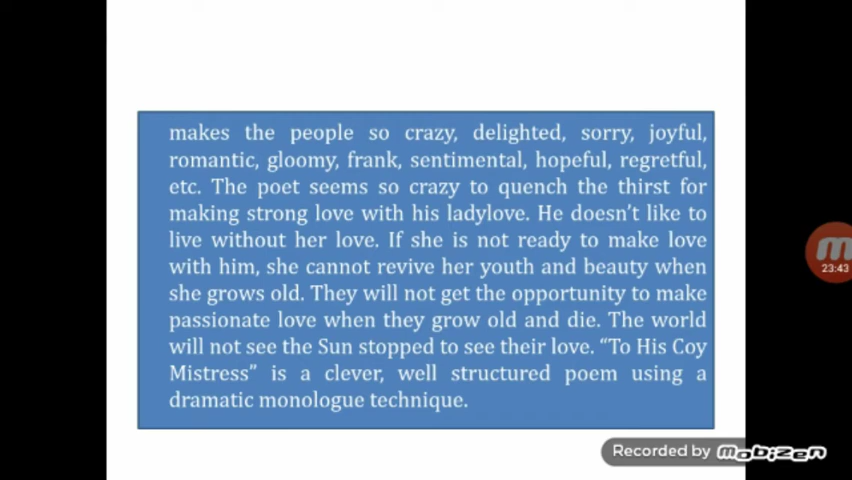 makes the people so crazy, delighted, sorry, joyful,
romantic, gloomy, frank, sentimental, hopeful, regretful,
etc. The poet seems so crazy to quench the thirst for
making strong love with his ladylove. He doesn't like to
live without her love. If she is not ready to make love
with him, she cannot revive her youth and beauty when
she grows old. They will not get the opportunity to make
passionate love when they grow old and die. The world
will not see the Sun stopped to see their love. “To His Coy
Mistress” is a clever, well structured poem using a
dramatic monologue technique.
23:43
Recorded by mobizen